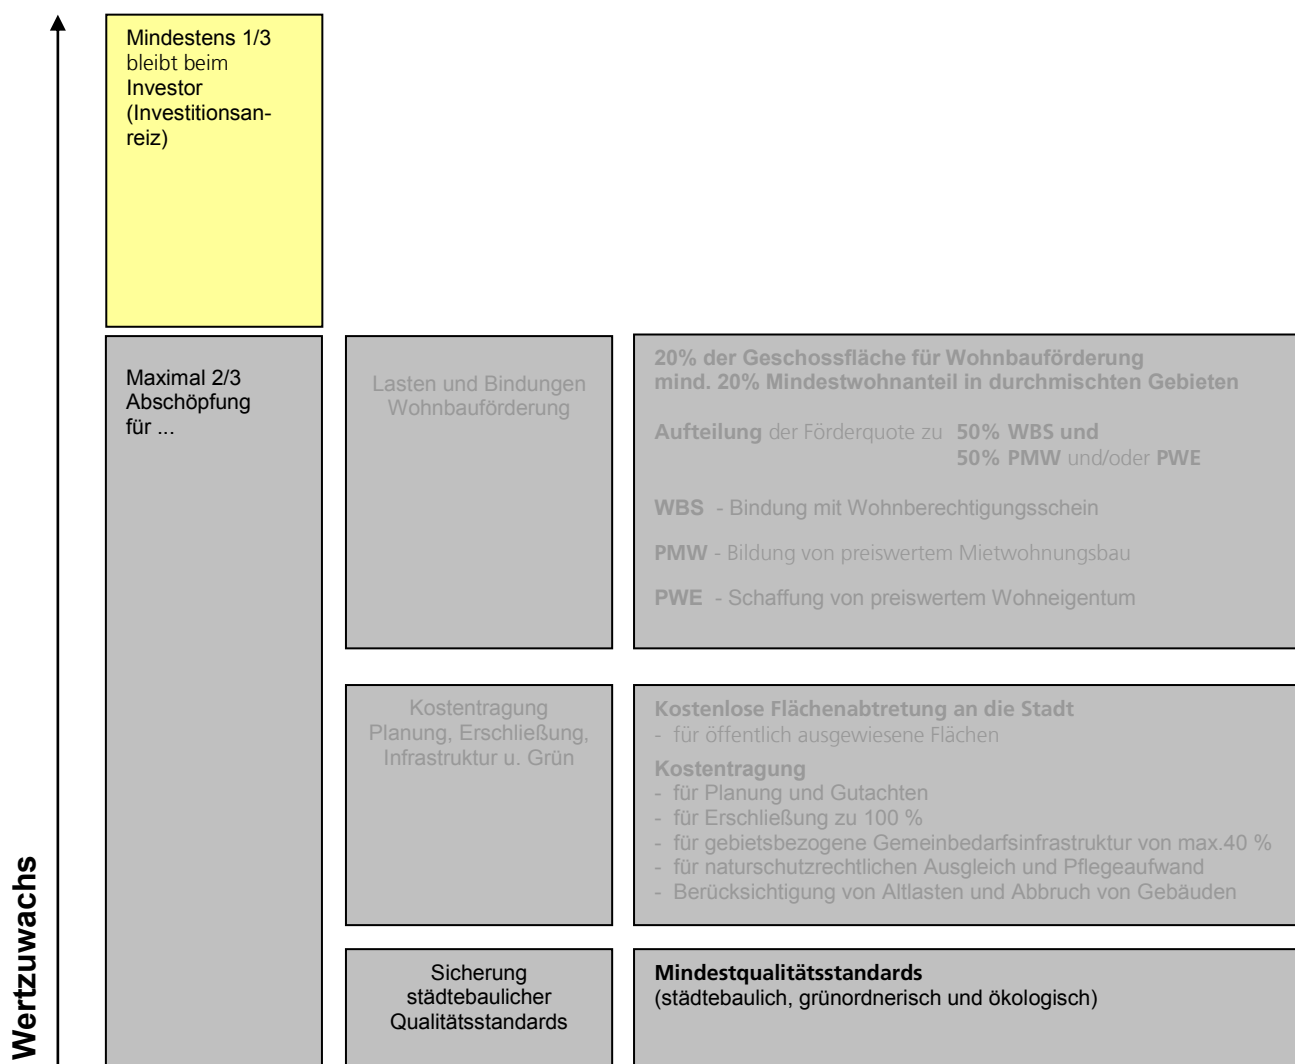 Mindestens 1/3
bleibt beim
Investor
(Investitionsan-
reiz)
Maximal 2/3
Abschöpfung
für ...
Lasten und Bindungen
Wohnbauförderung
20% der Geschossfläche für Wohnbauförderung
mind. 20% Mindestwohnanteil in durchmischten Gebieten
Aufteilung der Förderquote zu 50% WBS und
50% PMW und/oder PWE
WBS - Bindung mit Wohnberechtigungsschein
PMW - Bildung von preiswertem Mietwohnungsbau
PWE - Schaffung von preiswertem Wohneigentum
Kostentragung
Planung, Erschließung,
Infrastruktur u. Grün
Kostenlose Flächenabtretung an die Stadt
- für öffentlich ausgewiesene Flächen
Kostentragung
- für Planung und Gutachten
- für Erschließung zu 100 %
- für gebietsbezogene Gemeinbedarfsinfrastruktur von max.40 %
- für naturschutzrechtlichen Ausgleich und Pflegeaufwand
- Berücksichtigung von Altlasten und Abbruch von Gebäuden
Sicherung
städtebaulicher
Qualitätsstandards
Mindestqualitätsstandards
(städtebaulich, grünordnerisch und ökologisch)
Wertzuwachs